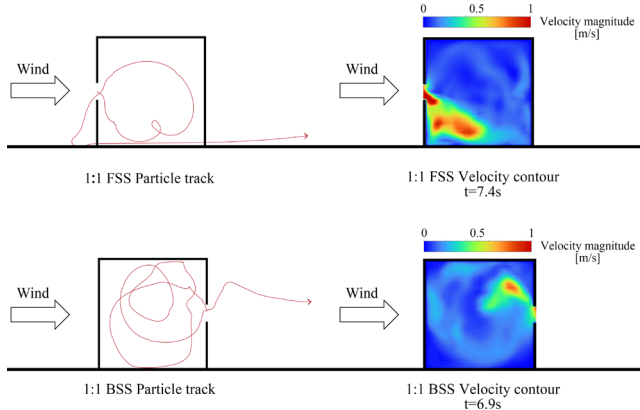 0 0.5 1
Velocity magnitude
[m/s]
Wind
Wind
1:1 FSS Particle track
1:1 FSS Velocity contour
t=7.4s
0 0.5 1
Velocity magnitude
[m/s]
Wind
Wind
1:1 BSS Particle track
1:1 BSS Velocity contour
t=6.9s